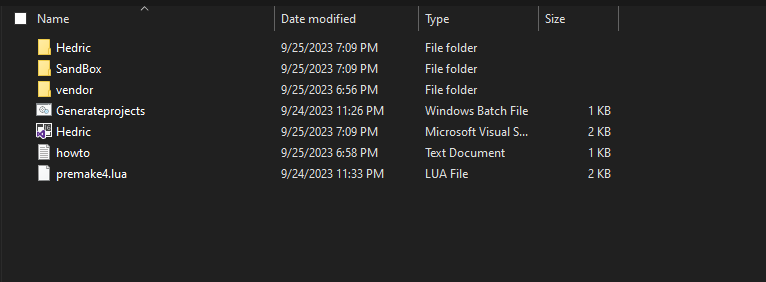 Name Date modified Type Size
Hedric 9/25/2023 7:09 PM File folder
SandBox 9/25/2023 7:09 PM File folder
vendor 9/25/2023 6:56 PM File folder
Generateprojects 9/24/2023 11:26 PM Windows Batch File 1 KB
Hedric 9/25/2023 7:09 PM Microsoft Visual S... 2 KB
howto 9/25/2023 6:58 PM Text Document 1 KB
premake4.lua 9/24/2023 11:33 PM LUA File 2 KB